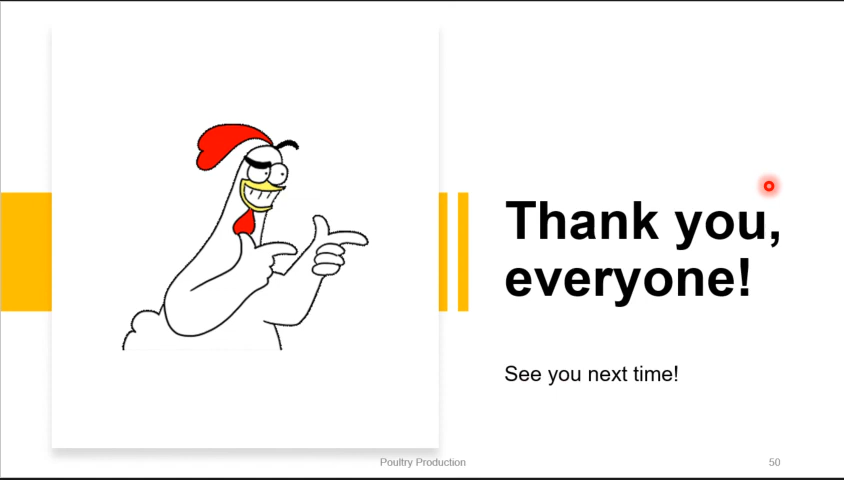 Thank you,
everyone!
See you next time!
Poultry Production
50